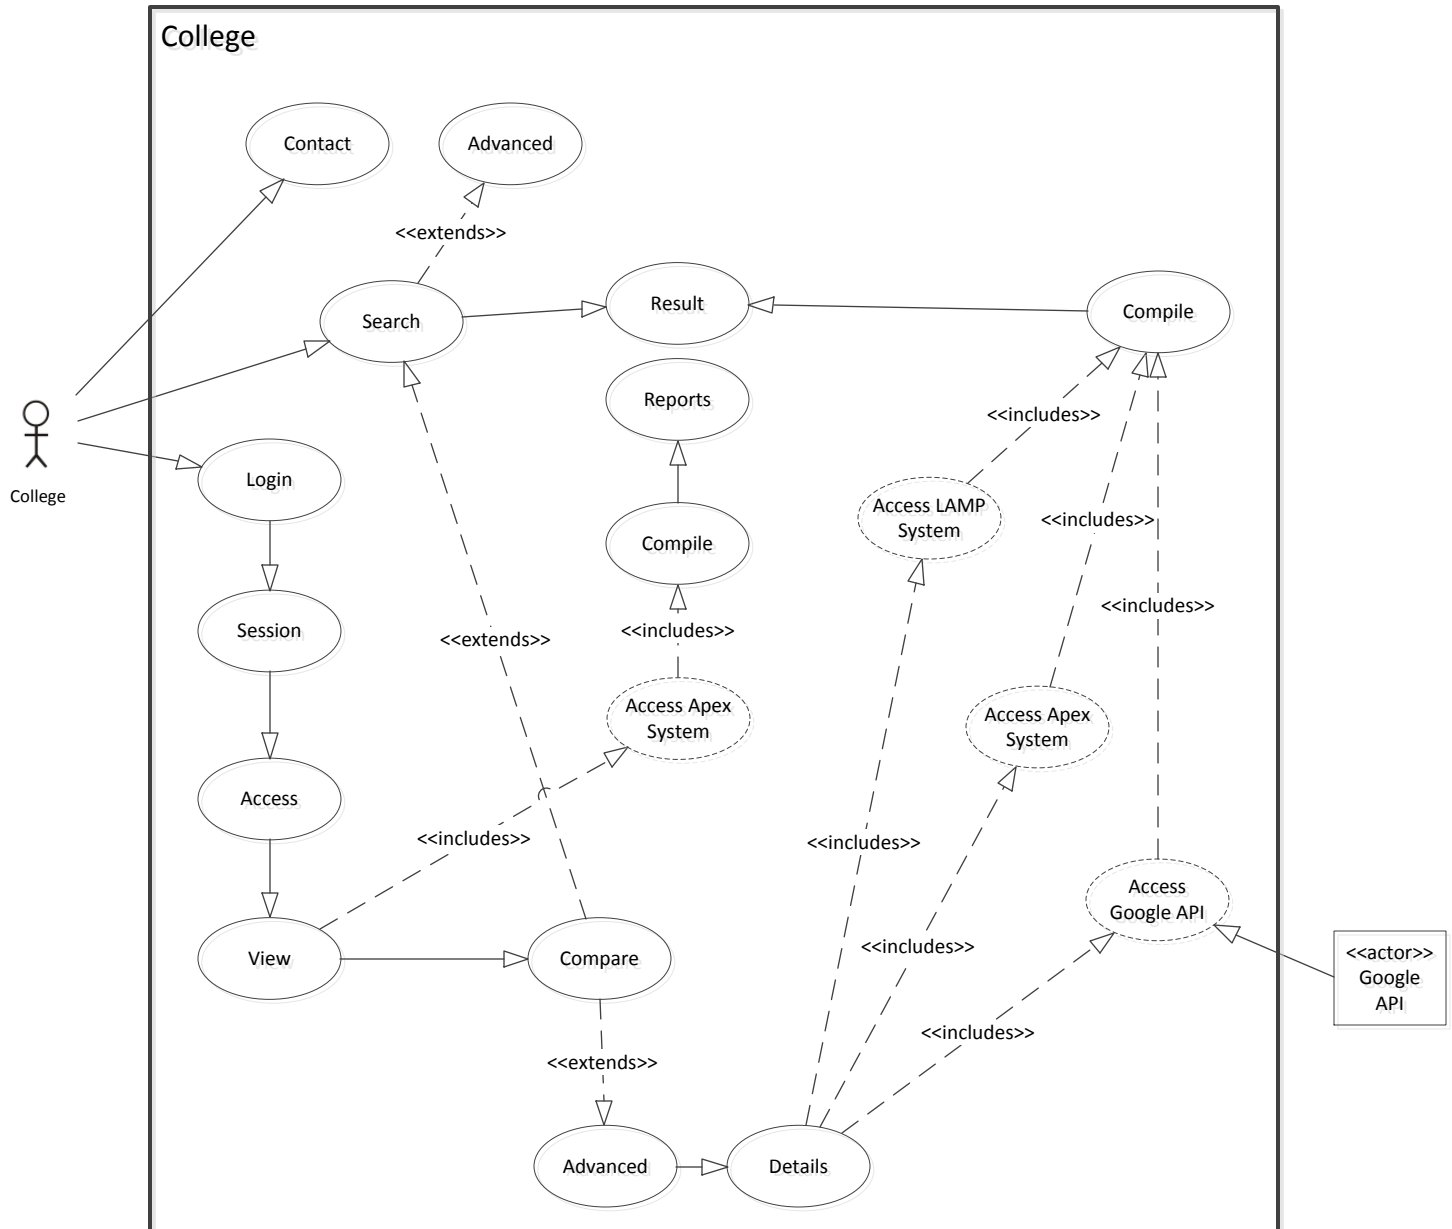 College
Contact
Advanced
<<extends>>
Search
Result
Compile
Reports
<<includes>>
College
Login
Access LAMP
System
<<includes>>
Compile
<<includes>>
Session
<<includes>>
<<extends>>
Access Apex
System
Access Apex
System
Access
<<includes>>
<<includes>>
Access
Google API
View
Compare
<<includes>>
<<actor>>
Google
API
<<includes>>
<<extends>>
Advanced
Details